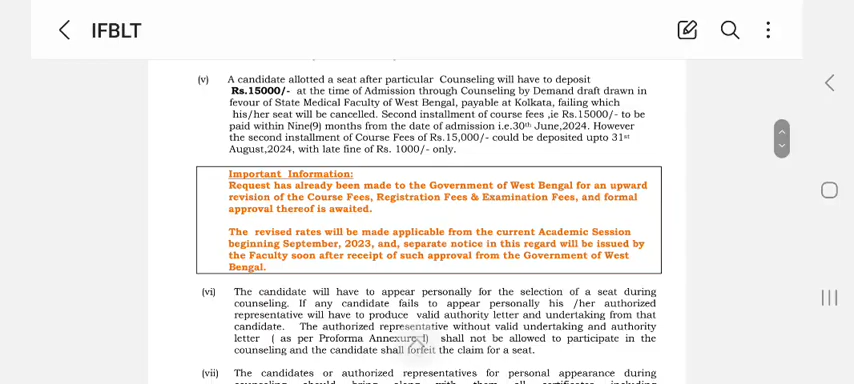 IFBLT
(v) A candidate allotted a seat after particular Counseling will have to deposit
Rs.15000/- at the time of Admission through Counseling by Demand draft drawn in
fevour of State Medical Faculty of West Bengal, payable at Kolkata, failing which
his/her seat will be cancelled. Second installment of course fees ,ie Rs.15000/- to be
paid within Nine(9) months from the date of admission i.e.30th June,2024. However
the second installment of Course Fees of Rs.15,000/- could be deposited upto 31st
August,2024, with late fine of Rs. 1000/- only.
Important Information:
Request has already been made to the Government of West Bengal for an upward
revision of the Course Fees, Registration Fees & Examination Fees, and formal
approval thereof is awaited.
The revised rates will be made applicable from the current Academic Session
beginning September, 2023, and, separate notice in this regard will be issued by
the Faculty soon after receipt of such approval from the Government of West
Bengal.
(vi) The candidate will have to appear personally for the selection of a seat during
counseling. If any candidate fails to appear personally his /her authorized
representative will have to produce valid authority letter and undertaking from that
candidate. The authorized representative without valid undertaking and authority
letter ( as per Proforma Annexure-I) shall not be allowed to participate in the
counseling and the candidate shall forfeit the claim for a seat.
(vii) The candidates or authorized representatives for personal appearance during
counseling should bring along with them all certificates including